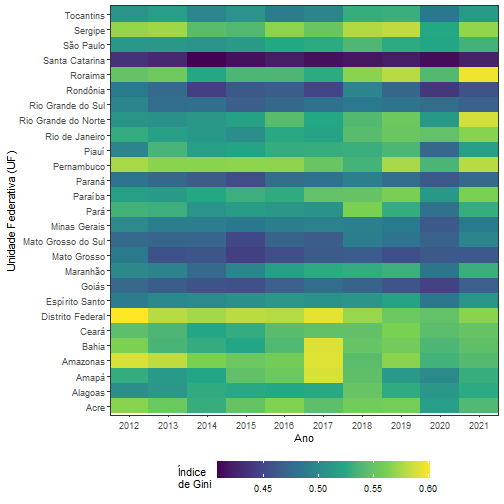 Unidade Federativa (UF)
Tocantins
Sergipe
São Paulo
Santa Catarina
Roraima
Rondônia
Rio Grande do Sul
Rio Grande do Norte
Rio de Janeiro
Piauí
Pernambuco
Paraná
Paraíba
Pará
Minas Gerais
Mato Grosso do Sul
Mato Grosso
Maranhão
Goiás
Espírito Santo
Distrito Federal
Ceará
Bahia
Amazonas
Amapá
Alagoas
Acre
2012 2013 2014 2015 2016 2017 2018 2019 2020 2021
Ano
Índice
de Gini
0.45 0.50 0.55 0.60